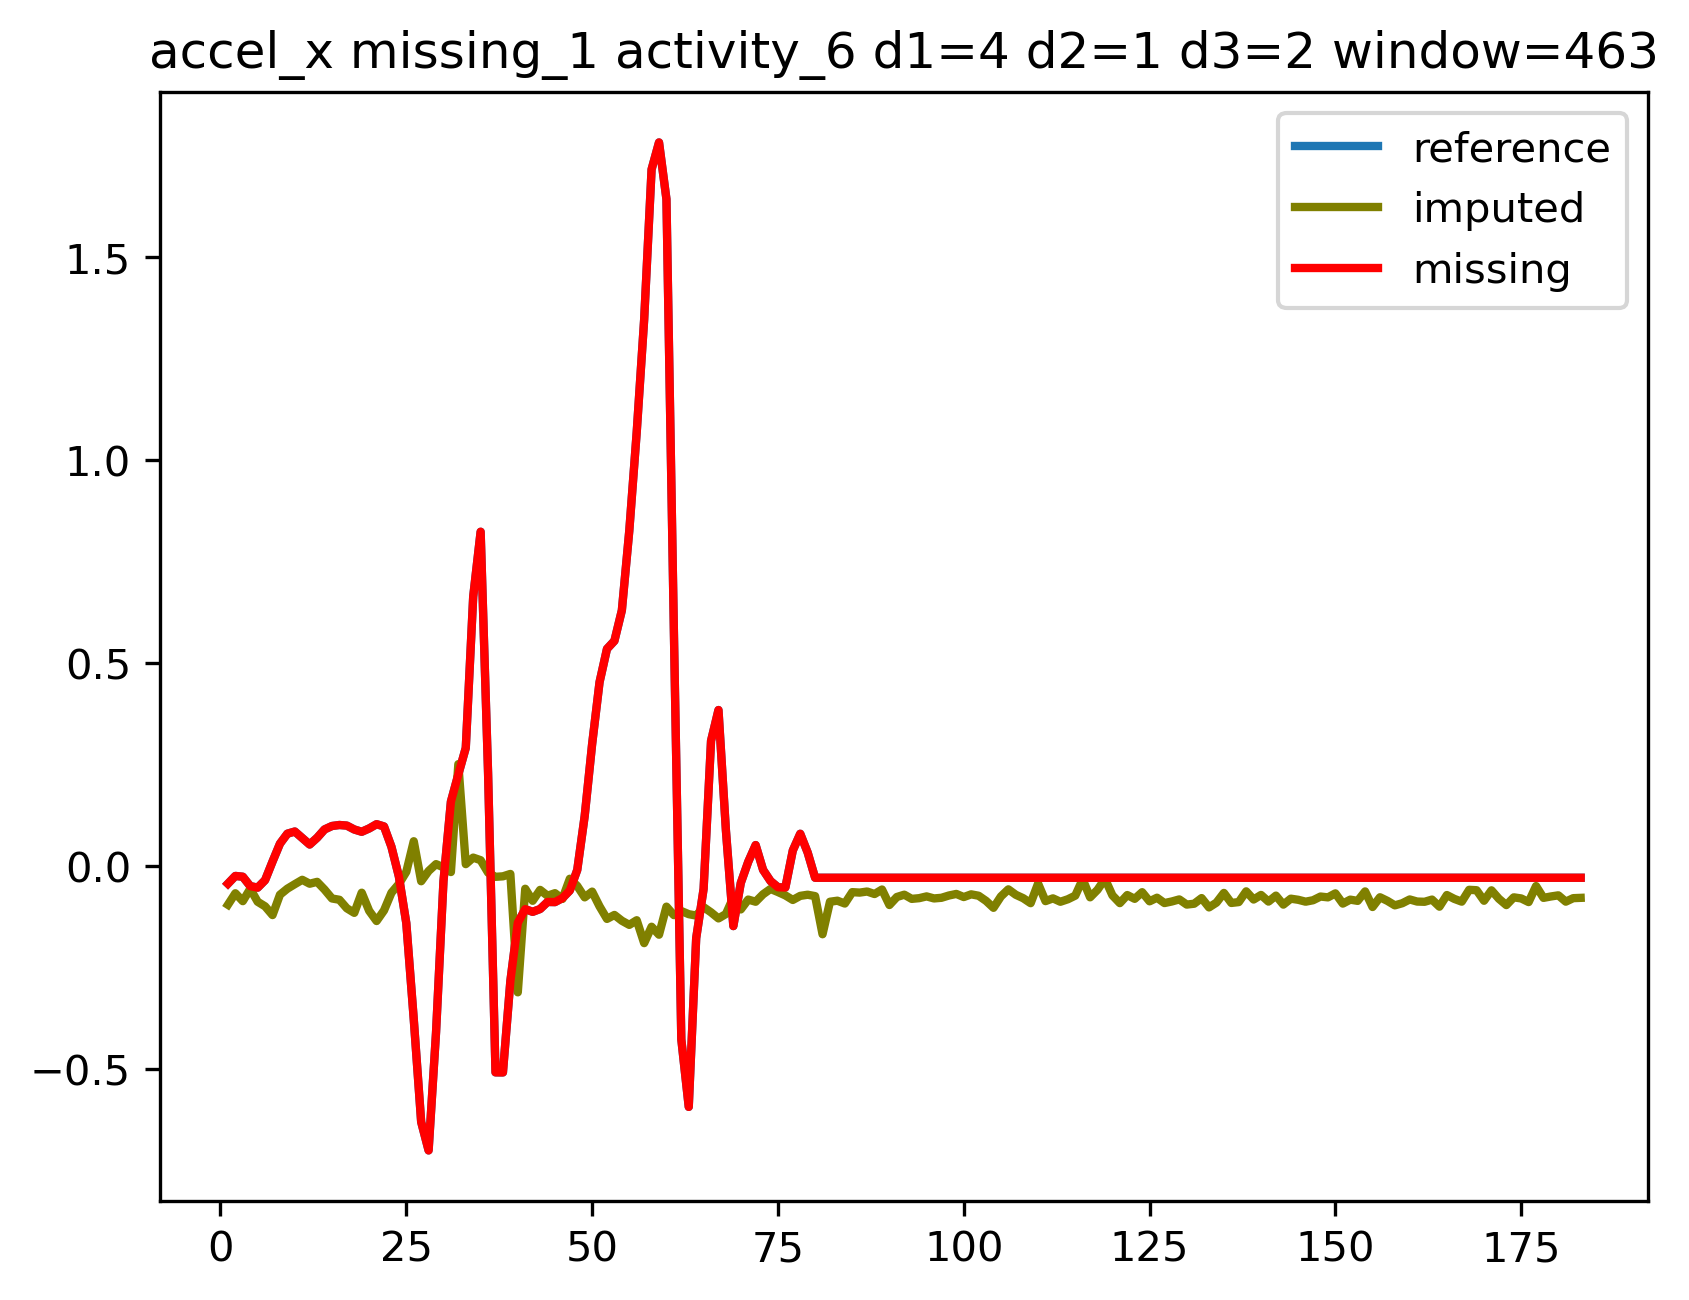 accel_x missing_1 activity_6 d1=4 d2=1 d3=2 window=463
reference
imputed
missing
1.5
1.0
0.5
0.0
−0.5
0 25 50 75 100 125 150 175